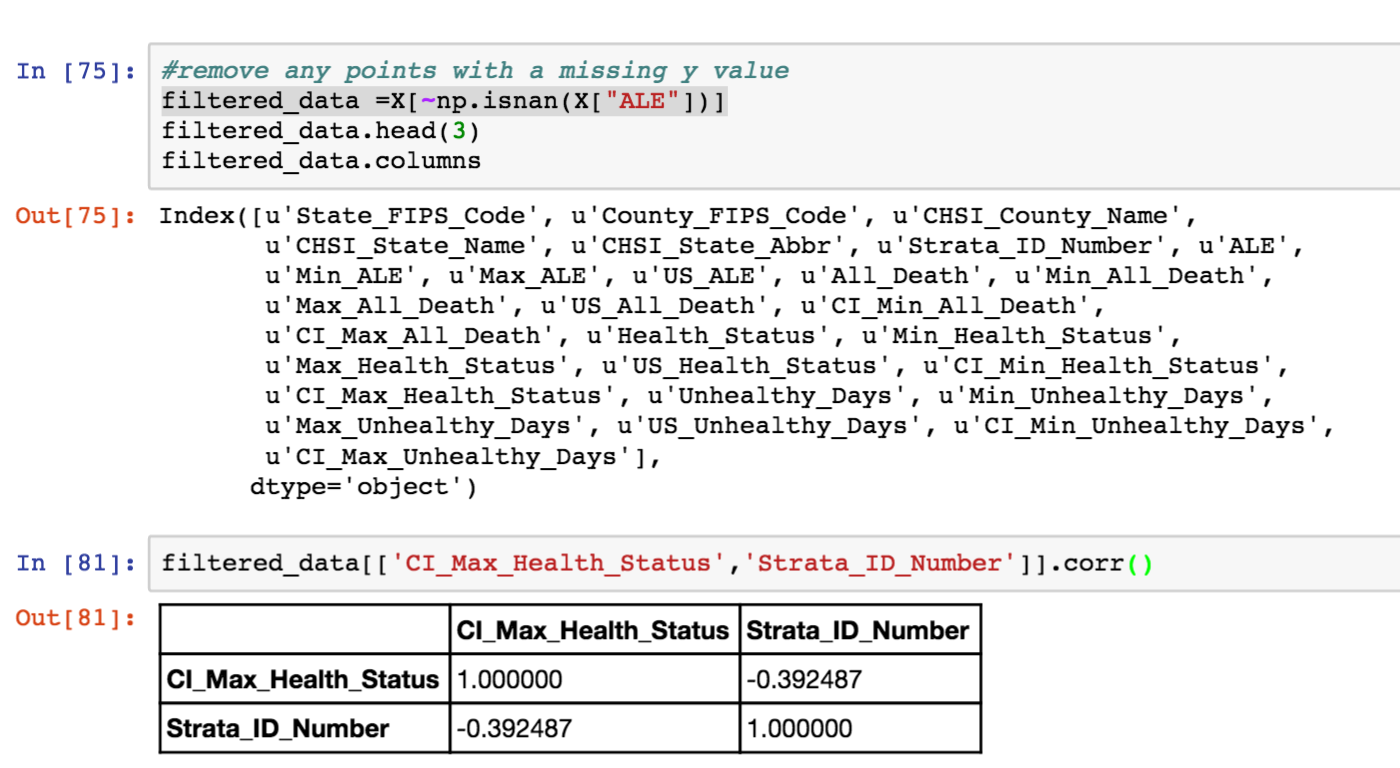 In [75]: #remove any points with a missing y value
filtered_data =X[~np.isnan(X["ALE"])]
filtered_data.head(3)
filtered_data.columns
Out[75]: Index([u'State_FIPS_Code', u'County_FIPS_Code', u'CHSI_County_Name',
u'CHSI_State_Name', u'CHSI_State_Abbr', u'Strata_ID_Number', u'ALE',
u'Min_ALE', u'Max_ALE', u'US_ALE', u'All_Death', u'Min_All_Death',
u'Max_All_Death', u'US_All_Death', u'CI_Min_All_Death',
u'CI_Max_All_Death', u'Health_Status', u'Min_Health_Status',
u'Max_Health_Status', u'US_Health_Status', u'CI_Min_Health_Status',
u'CI_Max_Health_Status', u'Unhealthy_Days', u'Min_Unhealthy_Days',
u'Max_Unhealthy_Days', u'US_Unhealthy_Days', u'CI_Min_Unhealthy_Days',
u'CI_Max_Unhealthy_Days'],
dtype='object')
In [81]: filtered_data[['CI_Max_Health_Status','Strata_ID_Number']].corr()
Out[81]:
CI_Max_Health_Status Strata_ID_Number
CI_Max_Health_Status 1.000000 -0.392487
Strata_ID_Number -0.392487 1.000000